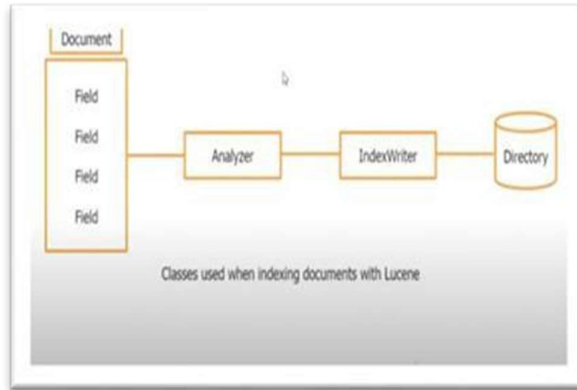 Document
Field
Field
Field
Field
Analyzer
IndexWriter
Directory
Classes used when indexing documents with Lucene